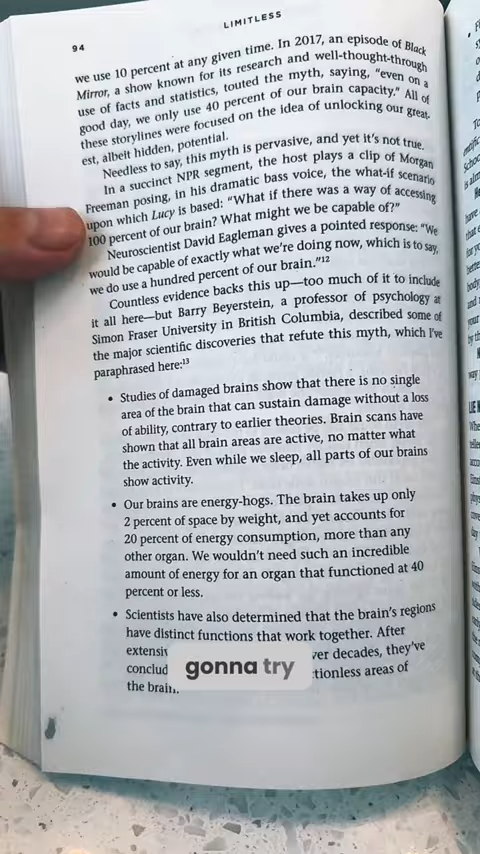 LIMITLESS
94
we use 10 percent at any given time. In 2017, an episode of Black
Mirror, a show known for its research and well-thought-through
use of facts and statistics, touted the myth, saying, “even on a
good day, we only use 40 percent of our brain capacity.” All of
these storylines were focused on the idea of unlocking our great-
est, albeit hidden, potential.
Needless to say, this myth is pervasive, and yet it’s not true.
In a succinct NPR segment, the host plays a clip of Morgan
Freeman posing, in his dramatic bass voice, the what-if scenario
upon which Lucy is based: “What if there was a way of accessing
100 percent of our brain? What might we be capable of?”
Neuroscientist David Eagleman gives a pointed response: “We
would be capable of exactly what we’re doing now, which is to say,
we do use a hundred percent of our brain.”12
Countless evidence backs this up—too much of it to include
it all here—but Barry Beyerstein, a professor of psychology at
Simon Fraser University in British Columbia, described some of
the major scientific discoveries that refute this myth, which I’ve
paraphrased here:13
• Studies of damaged brains show that there is no single
area of the brain that can sustain damage without a loss
of ability, contrary to earlier theories. Brain scans have
shown that all brain areas are active, no matter what
the activity. Even while we sleep, all parts of our brains
show activity.
• Our brains are energy-hogs. The brain takes up only
2 percent of space by weight, and yet accounts for
20 percent of energy consumption, more than any
other organ. We wouldn’t need such an incredible
amount of energy for an organ that functioned at 40
percent or less.
• Scientists have also determined that the brain’s regions
have distinct functions that work together. After
decades, they’ve
areas of
the brain.
gonna try